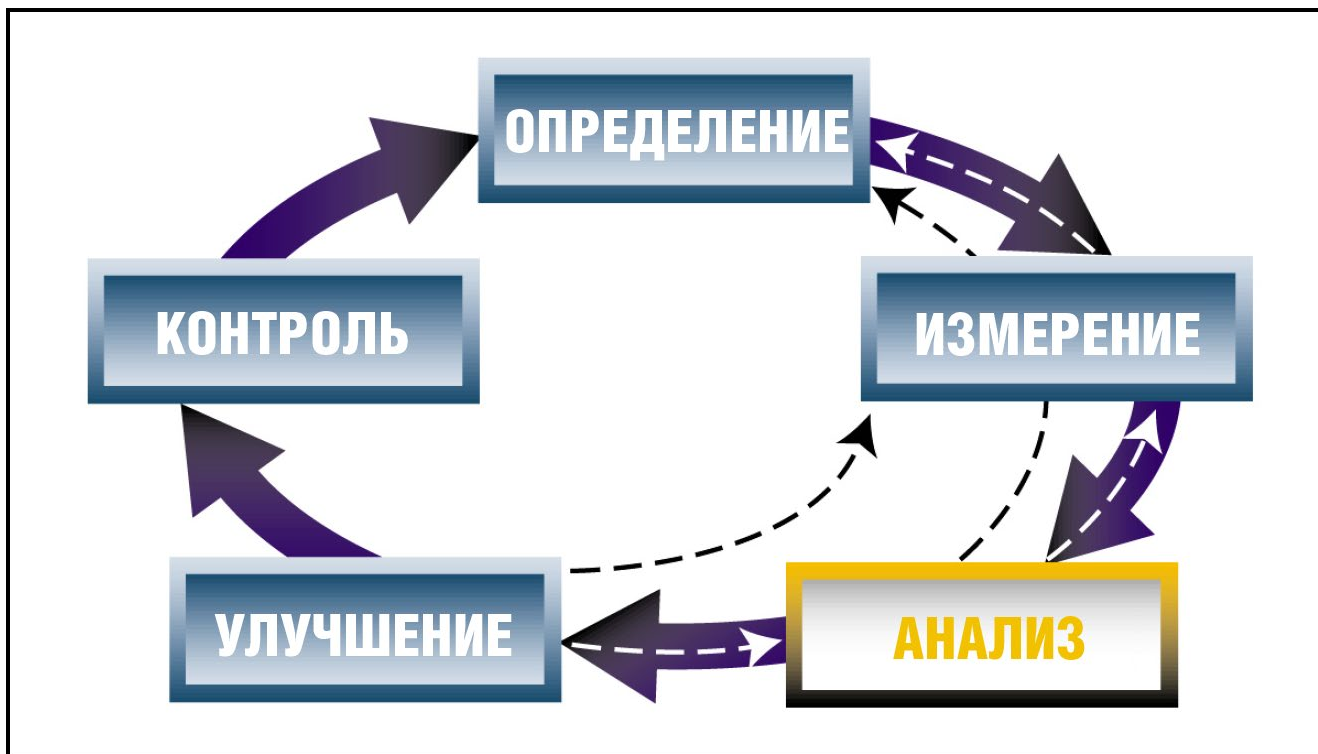 ОПРЕДЕЛЕНИЕ
ИЗМЕРЕНИЕ
АНАЛИЗ
УЛУЧШЕНИЕ
КОНТРОЛЬ